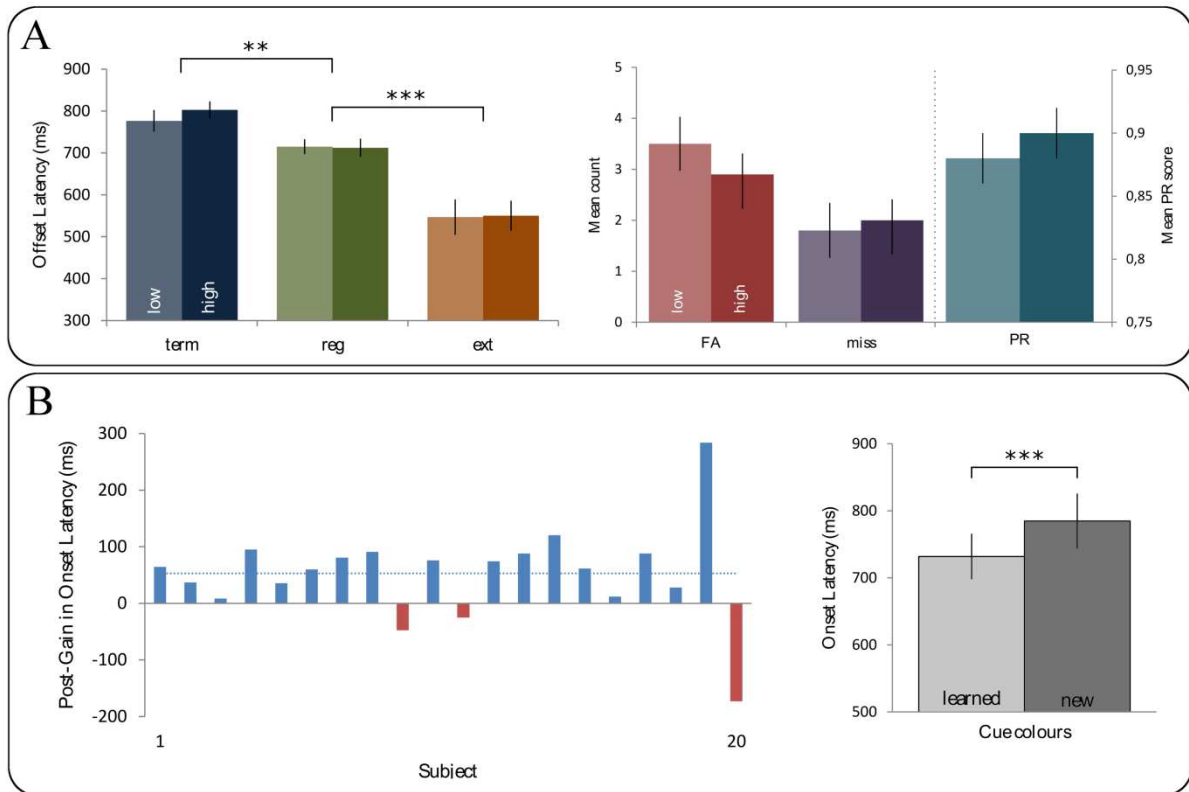 A
**
***
900
800
700
600
500
400
300
Offset Latency (ms)
low
high
term
reg
ext
5
4
3
2
1
0
Mean count
low
high
FA
miss
PR
0,95
0,9
0,85
0,8
0,75
Mean PR score
B
300
200
100
0
-100
-200
Post-Gain in Onset Latency (ms)
1
20
Subject
***
900
800
700
600
500
Onset Latency (ms)
learned
new
Cue colours